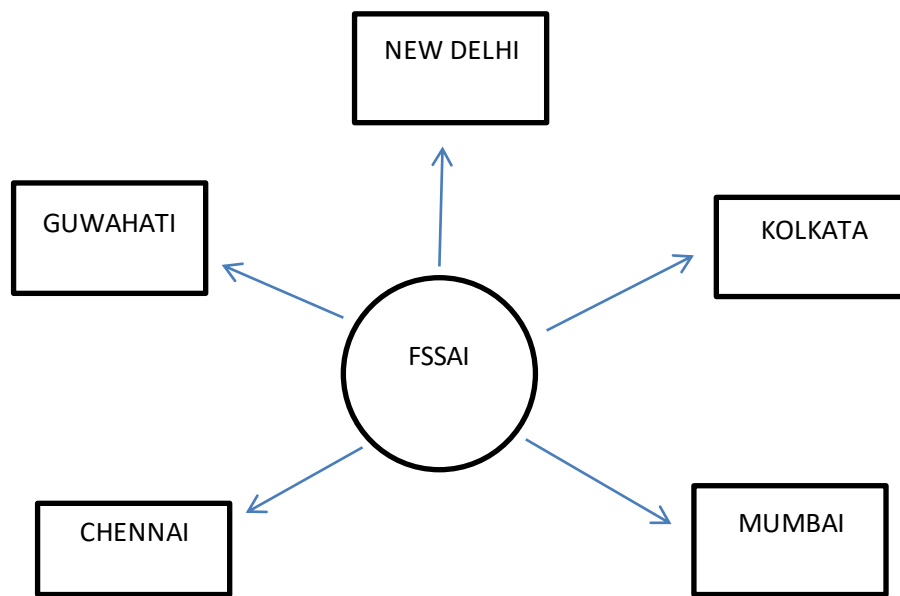 NEW DELHI
GUWAHATI
KOLKATA
FSSAI
CHENNAI
MUMBAI